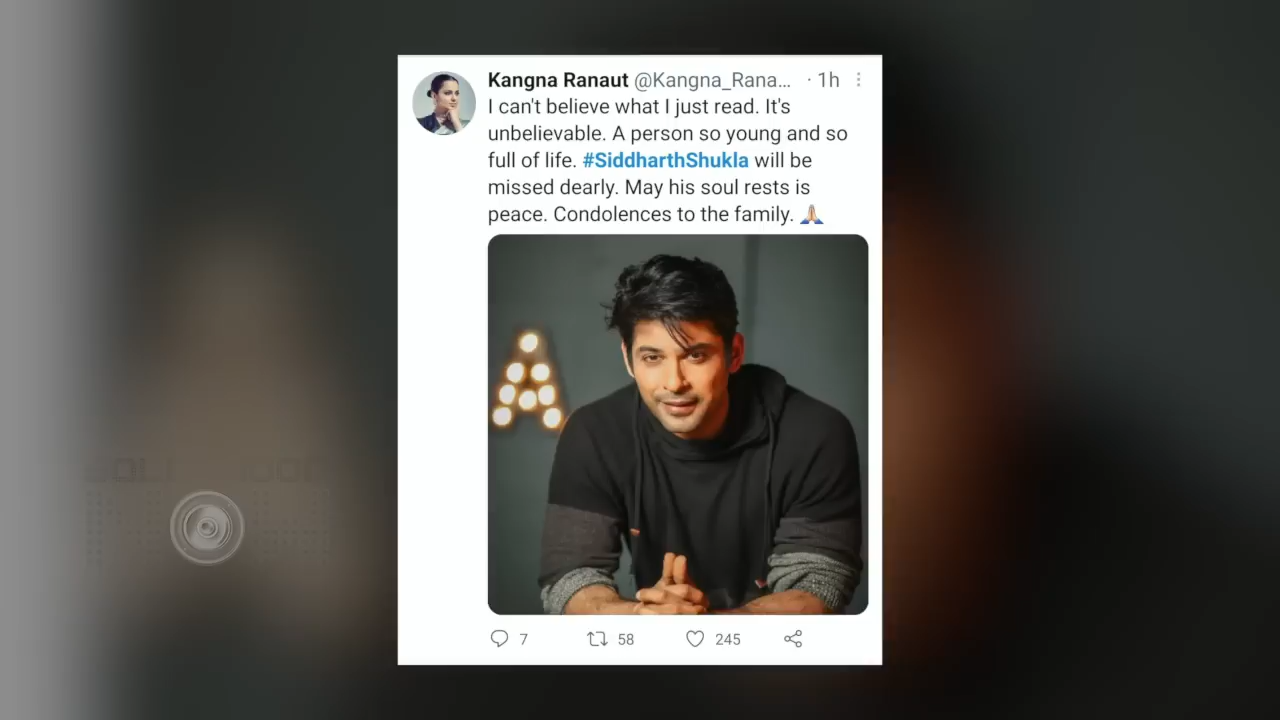 Kangna Ranaut @Kangna_Rana... · 1h
I can't believe what I just read. It's
unbelievable. A person so young and so
full of life. #SiddharthShukla will be
missed dearly. May his soul rests is
peace. Condolences to the family. 🙏
A
7 58 245